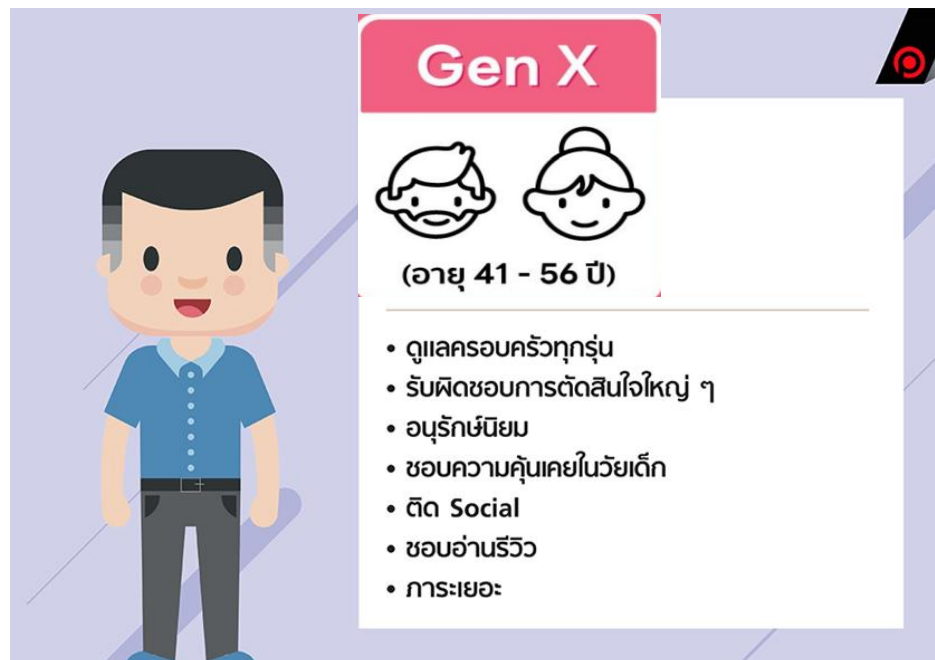 Gen X
(อายุ 41 - 56 ปี)
• ดูแลครอบครัวทุกรุ่น
• รับผิดชอบการตัดสินใจใหญ่ ๆ
• อนุรักษ์นิยม
• ชอบความคุ้นเคยในวัยเด็ก
• ติด Social
• ชอบอ่านรีวิว
• ภาระเยอะ